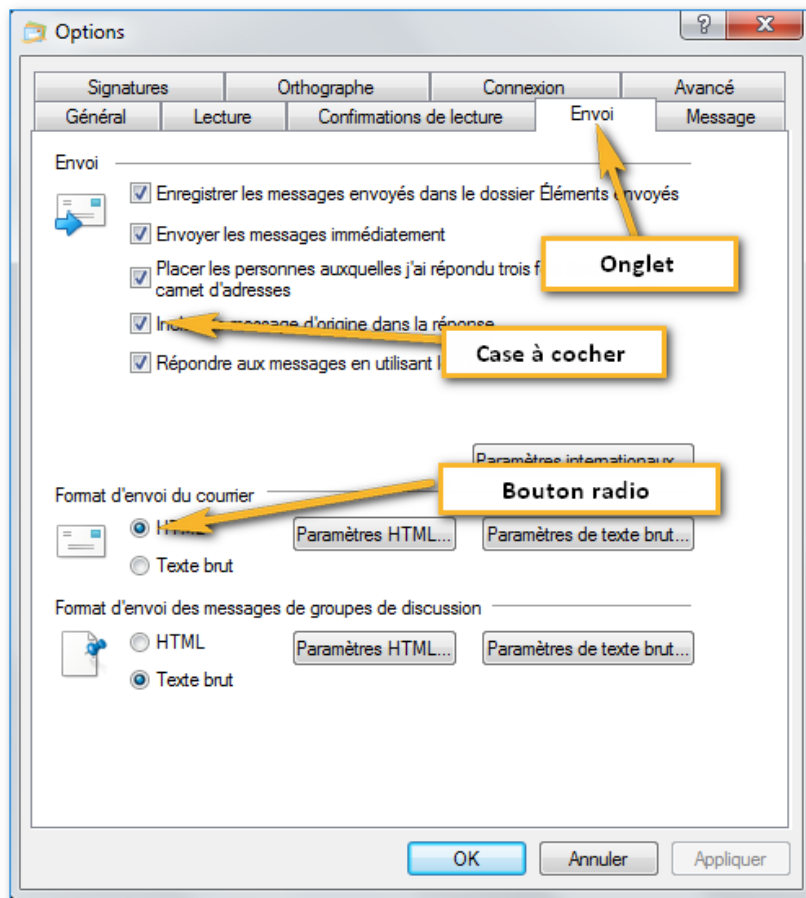 Options
Signatures Orthographe Connexion Avancé
Général Lecture Confirmations de lecture Envoi Message
Envoi
Enregistrer les messages envoyés dans le dossier Éléments envoyés
Envoyer les messages immédiatement
Placer les personnes auxquelles j'ai répondu trois
Onglet
carnet d'adresses
message d'origine dans la réponse
Case à cocher
Répondre aux messages en utilisant
Paramètres internationaux...
Bouton radio
Format d'envoi du courrier
HTML Paramètres HTML... Paramètres de texte brut...
Texte brut
Format d'envoi des messages de groupes de discussion
HTML Paramètres HTML... Paramètres de texte brut...
Texte brut
OK Annuler Appliquer